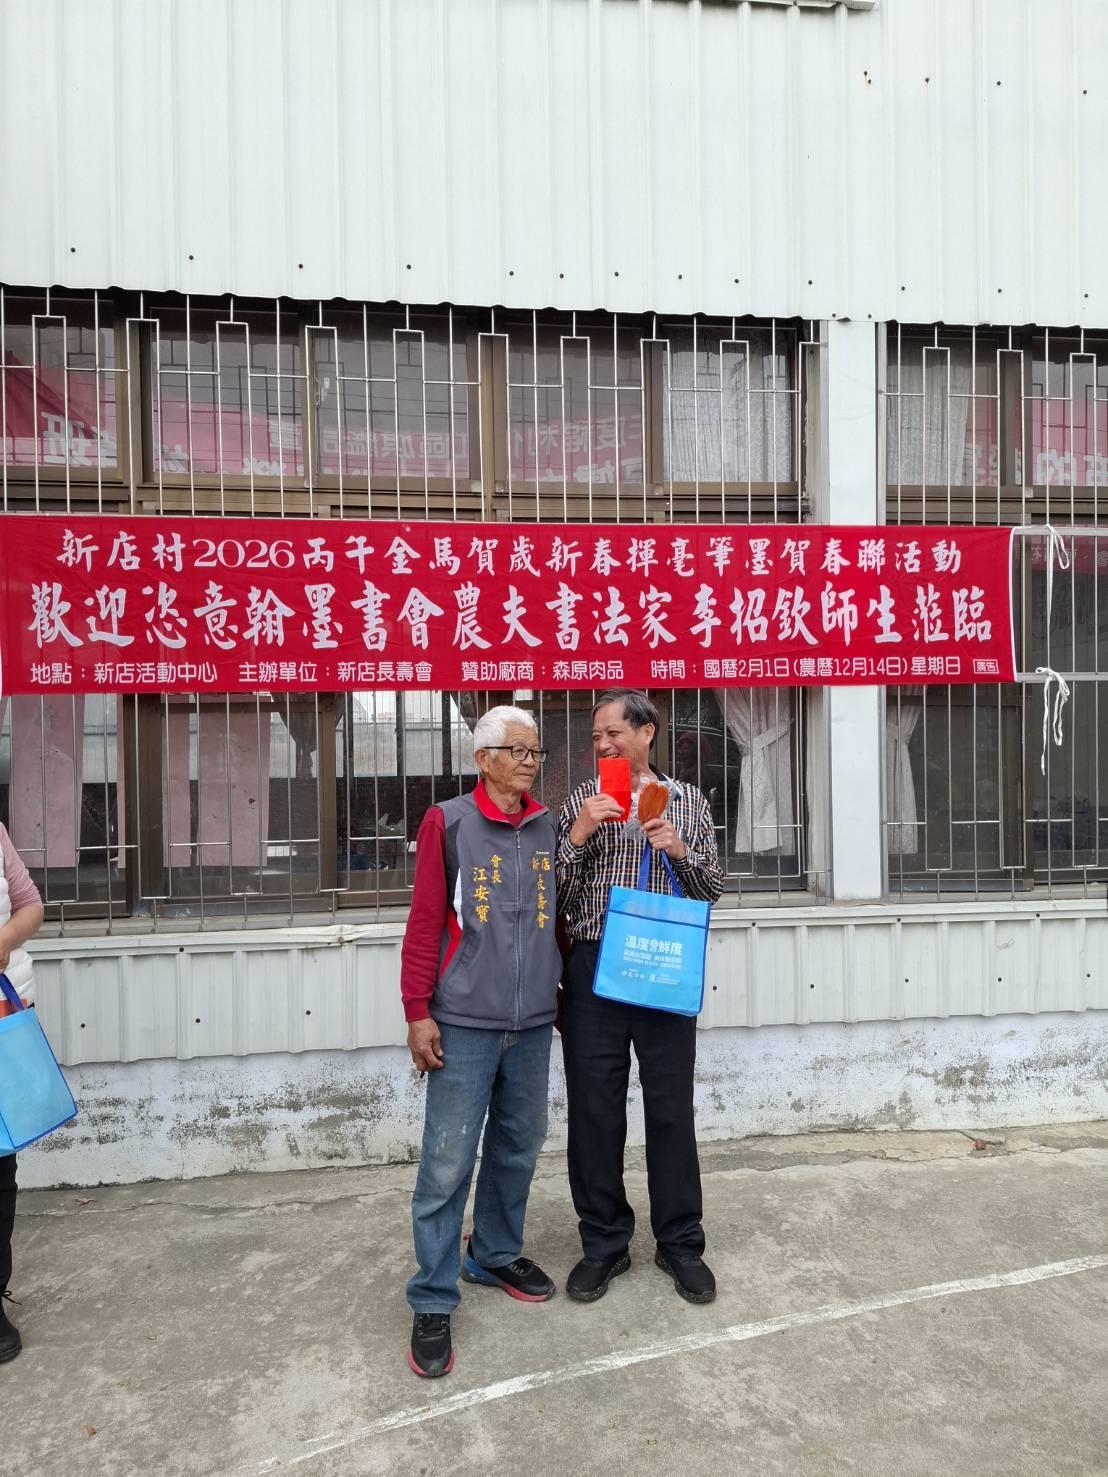 新店村2026丙午金馬賀歲新春揮毫筆墨賀春聯活動
歡迎恣意翰墨書會農夫書法家李招欽師生蒞臨
地點：新店活動中心　主辦單位：新店長壽會　贊助廠商：森原肉品　時間：國曆2月1日(農曆12月14日)星期日 廣告
會長
江安寶
新店
長壽會
溫度 鮮度